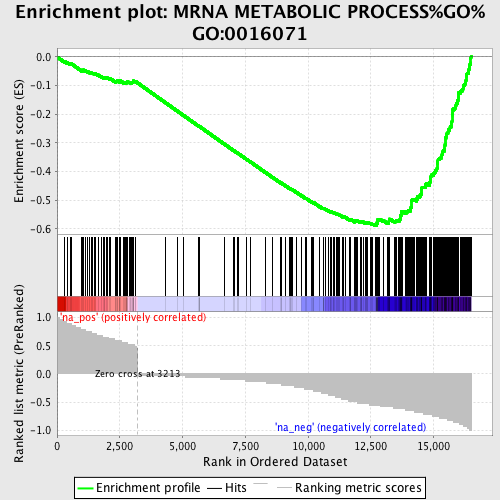 Enrichment plot: MRNA METABOLIC PROCESS%GO%
GO:0016071
Enrichment score (ES)
0.0
-0.1
-0.2
-0.3
-0.4
-0.5
-0.6
Ranked list metric (PreRanked)
1.0
0.5
0.0
-0.5
-1.0
'na_pos' (positively correlated)
Zero cross at 3213
'na_neg' (negatively correlated)
0
2,500
5,000
7,500
10,000
12,500
15,000
Rank in Ordered Dataset
Enrichment profile
Hits
Ranking metric scores